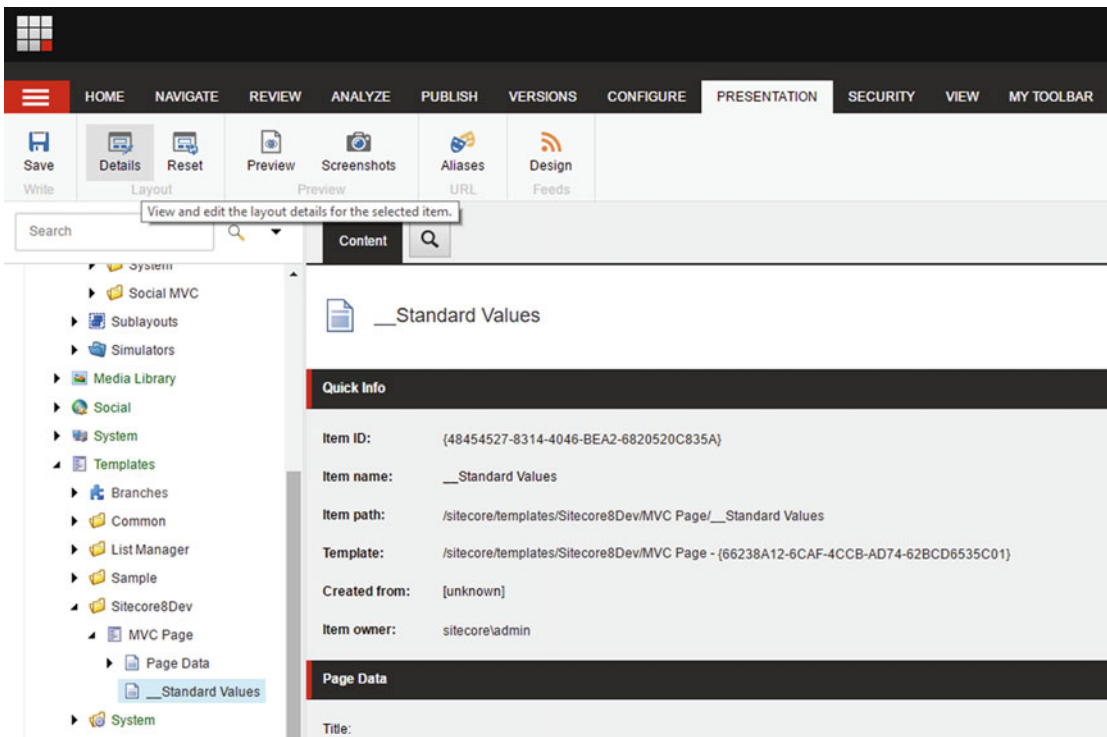 HOME NAVIGATE REVIEW ANALYZE PUBLISH VERSIONS CONFIGURE PRESENTATION SECURITY VIEW MY TOOLBAR
Save Details Reset Preview Screenshots Aliases Design
Write Layout Preview URL Feeds
View and edit the layout details for the selected item.
Search
Content
System
Social MVC
Sublayouts
Simulators
Media Library
Social
System
Templates
Branches
Common
List Manager
Sample
Sitecore8Dev
MVC Page
Page Data
__Standard Values
System
__Standard Values
Quick Info
Item ID: {48454527-8314-4046-BEA2-6820520C835A}
Item name: __Standard Values
Item path: /sitecore/templates/Sitecore8Dev/MVC Page/__Standard Values
Template: /sitecore/templates/Sitecore8Dev/MVC Page - {66238A12-6CAF-4CCB-AD74-62BCD6535C01}
Created from: [unknown]
Item owner: sitecore\admin
Page Data
Title: